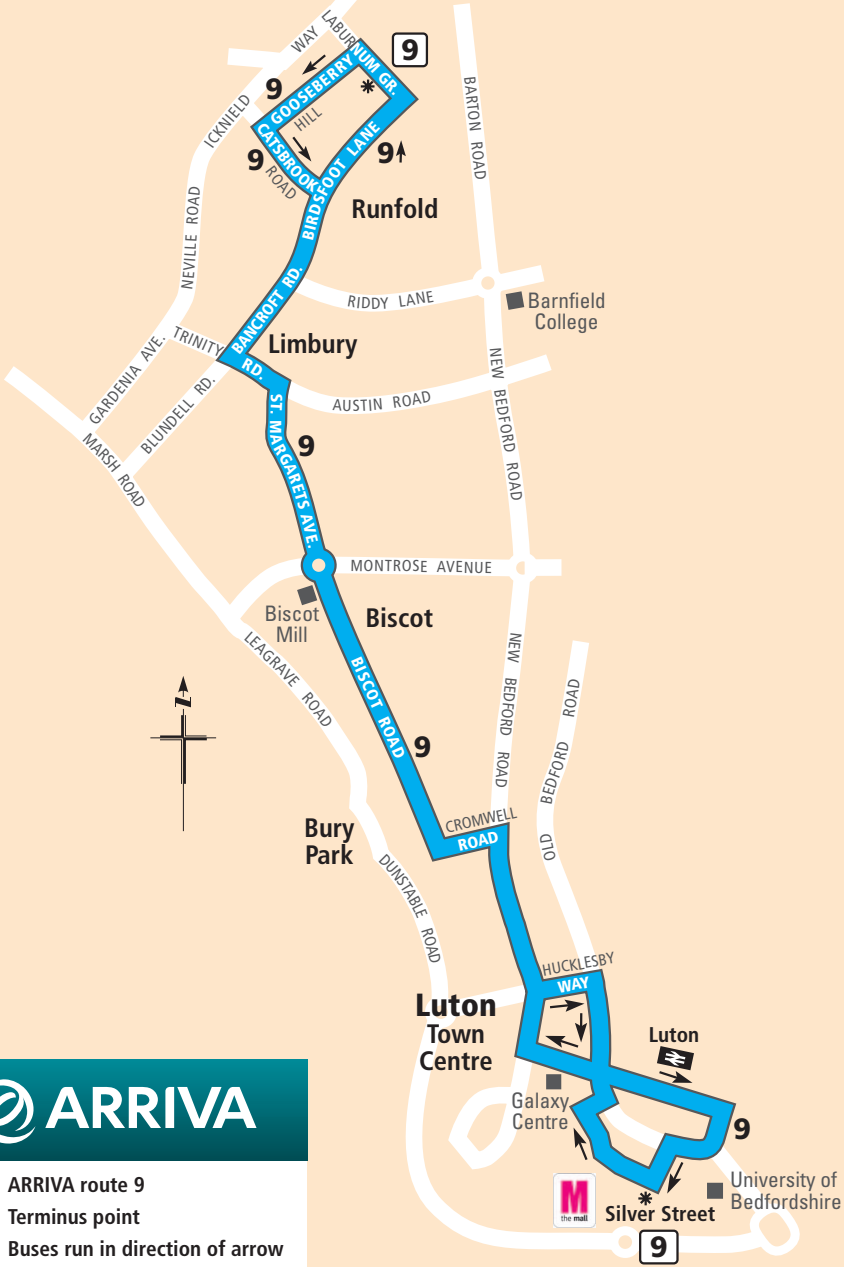 LABURNUM GR.
9
WAY
ICKNIELD
GOOSEBERRY
HILL
9
CATSBROOK
ROAD
9
BIRDSFOOT LANE
9
Runfold
BARTON ROAD
NEVILLE ROAD
BANCROFT RD.
RIDDY LANE
Barnfield
College
GARDENIA AVE.
TRINITY
RD.
Limbury
BLUNDELL RD.
AUSTIN ROAD
NEW BEDFORD ROAD
MARSH ROAD
ST. MARGARETS AVE.
9
MONTROSE AVENUE
Biscot
Mill
Biscot
LEAGRAVE ROAD
BISCOT ROAD
9
NEW BEDFORD ROAD
OLD BEDFORD ROAD
N
Bury
Park
CROMWELL
ROAD
DUNSTABLE ROAD
HUCKLESBY
WAY
Luton
Town
Centre
Luton
Galaxy
Centre
9
University of
Bedfordshire
M
the mall
Silver Street
9
ARRIVA
ARRIVA route 9
Terminus point
Buses run in direction of arrow